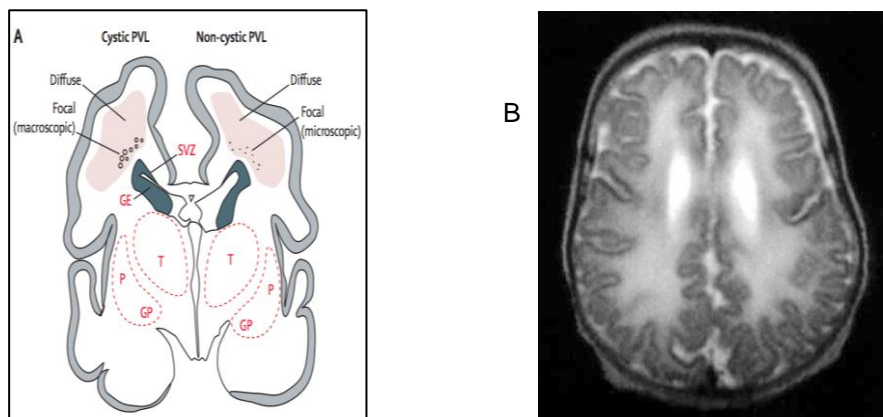 A
Cystic PVL
Non-cystic PVL
Diffuse
Diffuse
Focal
(macroscopic)
Focal
(microscopic)
SVZ
GE
T
T
P
P
GP
GP
B